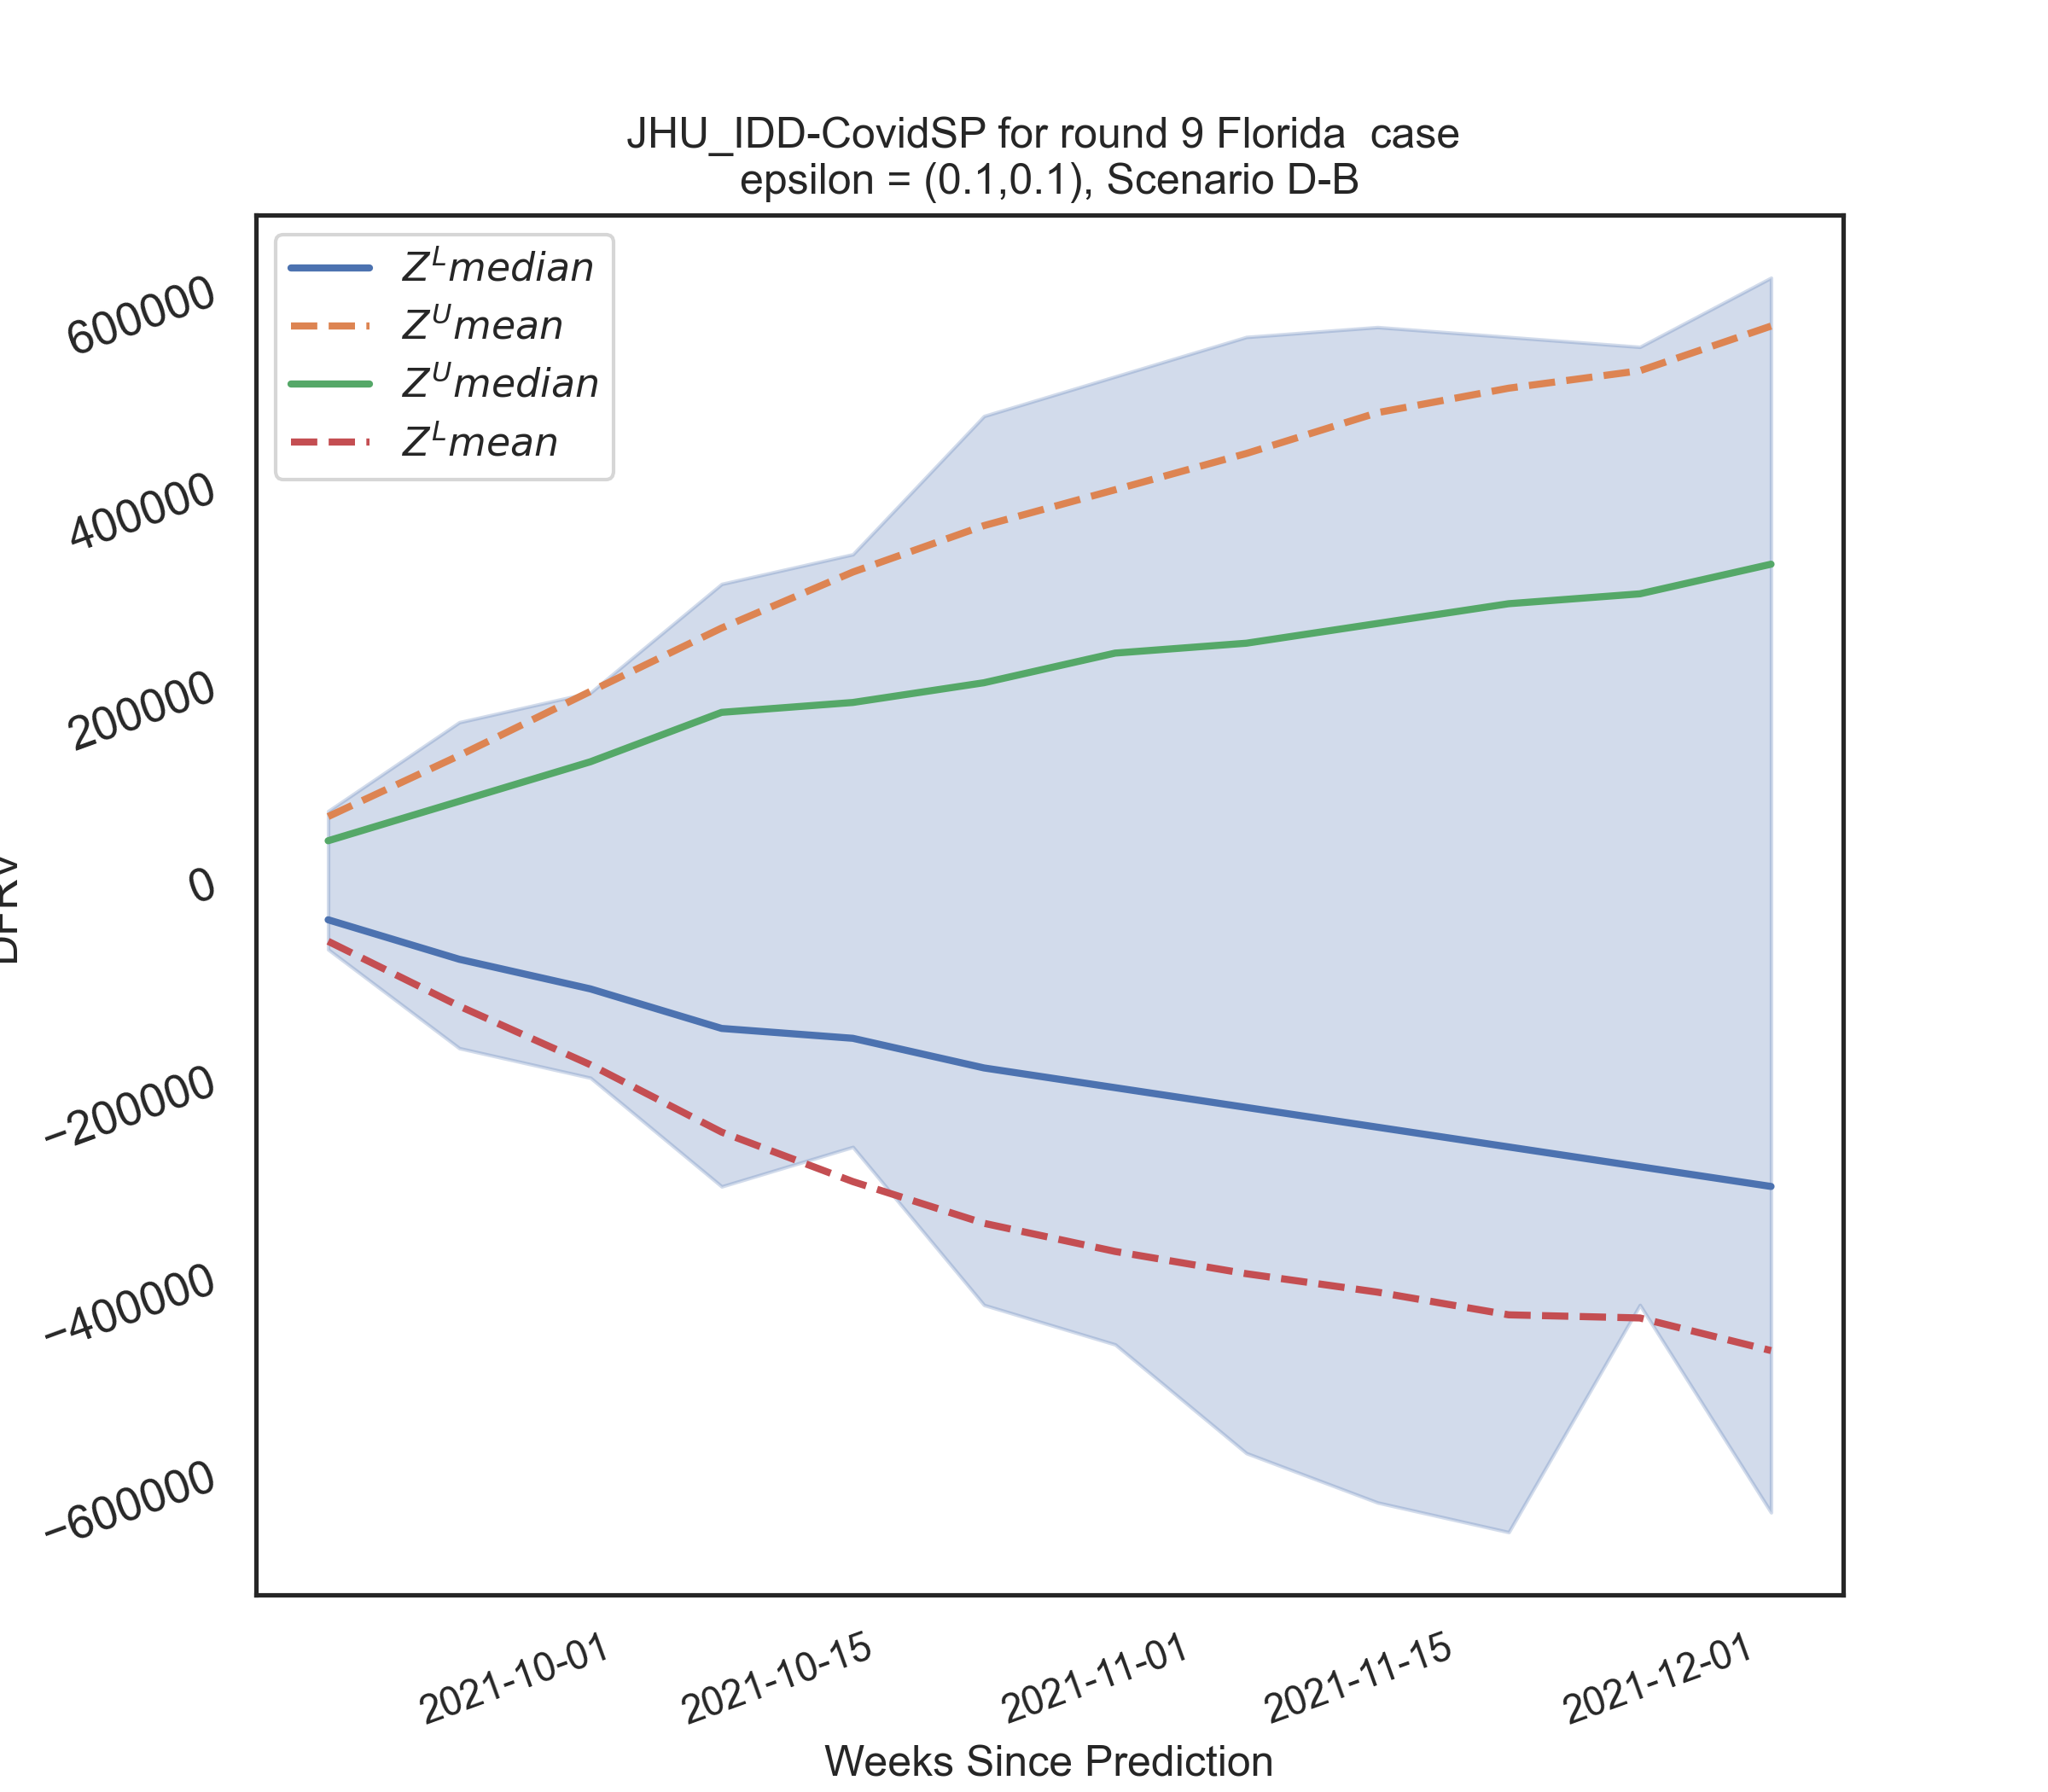 JHU_IDD-CovidSP for round 9 Florida  case
epsilon = (0.1,0.1), Scenario D-B
Z^L median
Z^U mean
Z^U median
Z^L mean
600000
400000
200000
0
−200000
−400000
−600000
2021-10-01
2021-10-15
2021-11-01
2021-11-15
2021-12-01
Weeks Since Prediction